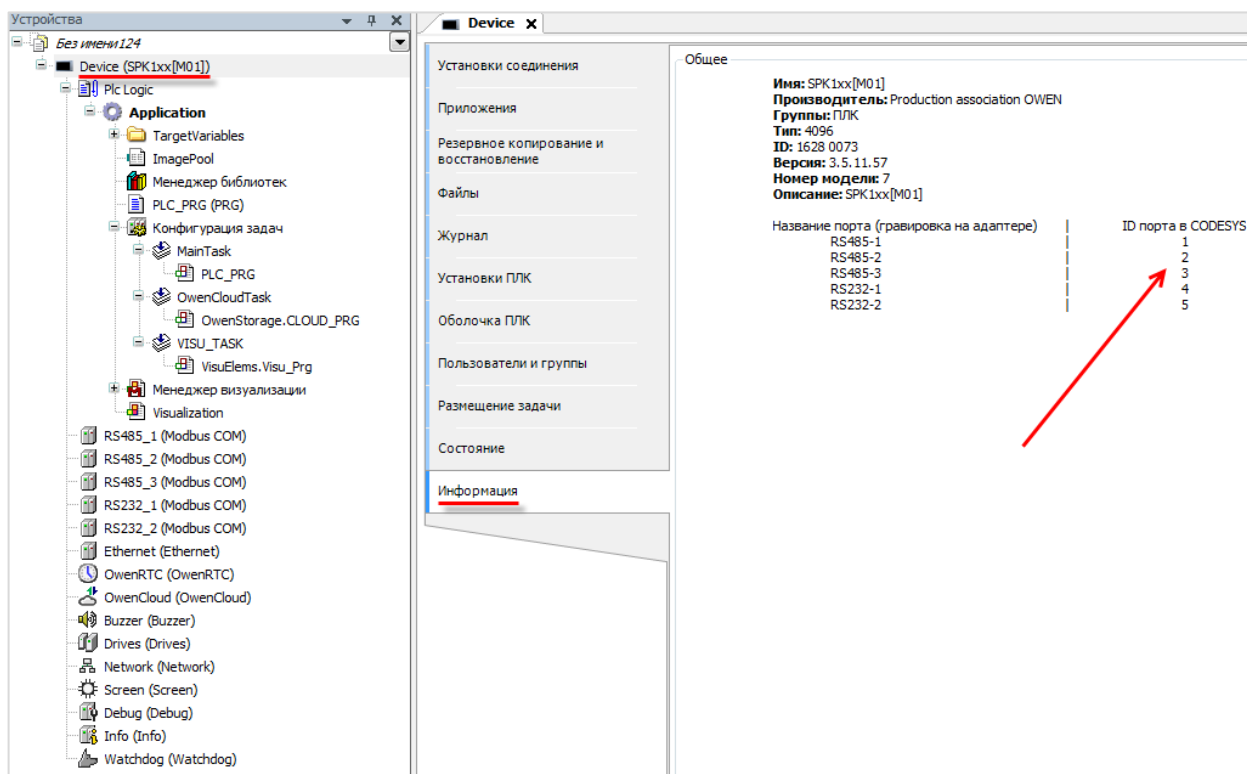 Устройства
Без имени124
Device (SPK1xx[M01])
Plc Logic
Application
TargetVariables
ImagePool
Менеджер библиотек
PLC_PRG (PRG)
Конфигурация задач
MainTask
PLC_PRG
OwenCloudTask
OwenStorage.CLOUD_PRG
VISU_TASK
VisuElems.Visu_Prg
Менеджер визуализации
Visualization
RS485_1 (Modbus COM)
RS485_2 (Modbus COM)
RS485_3 (Modbus COM)
RS232_1 (Modbus COM)
RS232_2 (Modbus COM)
Ethernet (Ethernet)
OwenRTC (OwenRTC)
OwenCloud (OwenCloud)
Buzzer (Buzzer)
Drives (Drives)
Network (Network)
Screen (Screen)
Debug (Debug)
Info (Info)
Watchdog (Watchdog)
Device
Установки соединения
Приложения
Резервное копирование и
восстановление
Файлы
Журнал
Установки ПЛК
Оболочка ПЛК
Пользователи и группы
Размещение задачи
Состояние
Информация
Общее
Имя: SPK1xx[M01]
Производитель: Production association OWEN
Группы: ПЛК
Тип: 4096
ID: 1628 0073
Версия: 3.5.11.57
Номер модели: 7
Описание: SPK1xx[M01]
Название порта (гравировка на адаптере) | ID порта в CODESYS
RS485-1 | 1
RS485-2 | 2
RS485-3 | 3
RS232-1 | 4
RS232-2 | 5